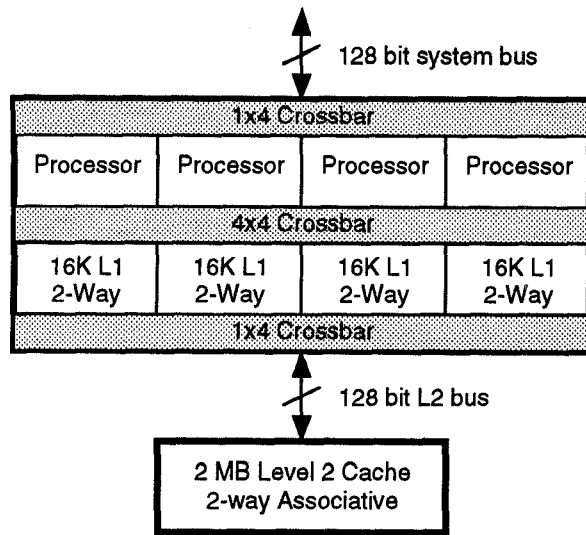 128 bit system bus
1x4 Crossbar
Processor Processor Processor Processor
4x4 Crossbar
16K L1 16K L1 16K L1 16K L1
2-Way 2-Way 2-Way 2-Way
1x4 Crossbar
128 bit L2 bus
2 MB Level 2 Cache
2-way Associative